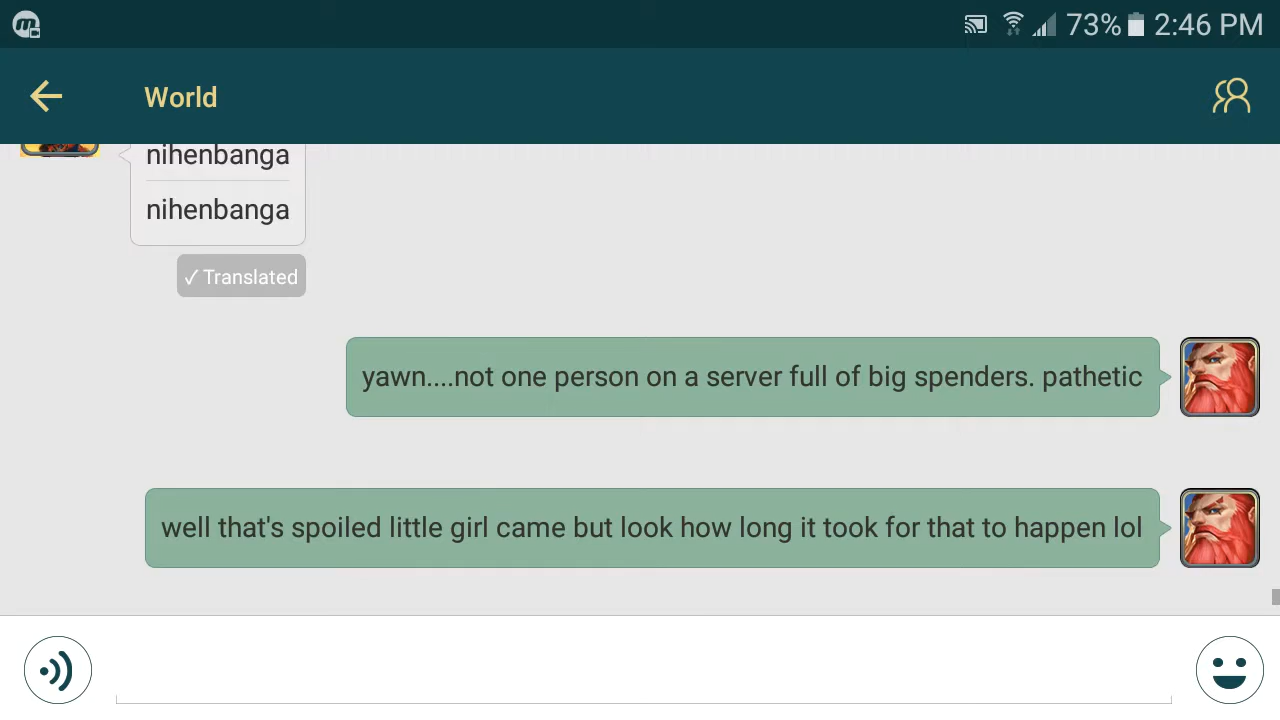 73% 2:46 PM
World
nihenbanga
nihenbanga
✓ Translated
yawn....not one person on a server full of big spenders. pathetic
well that's spoiled little girl came but look how long it took for that to happen lol